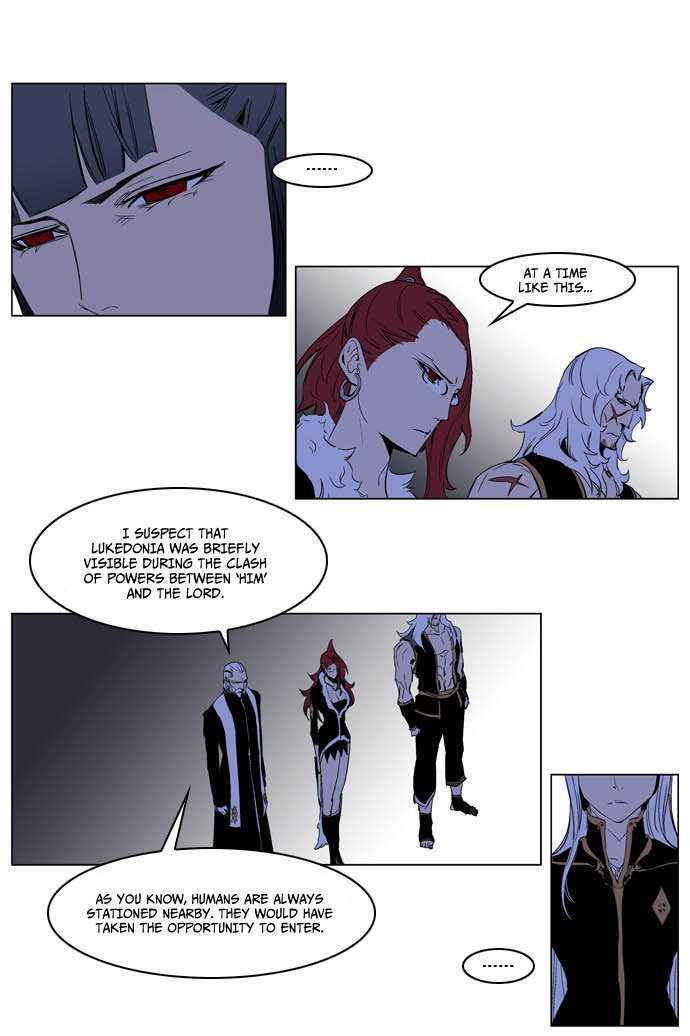 ------
AT A TIME
LIKE THIS...
I SUSPECT THAT
LUKEDONIA WAS BRIEFLY
VISIBLE DURING THE CLASH
OF POWERS BETWEEN 'HIM'
AND THE LORD.
AS YOU KNOW, HUMANS ARE ALWAYS
STATIONED NEARBY. THEY WOULD HAVE
TAKEN THE OPPORTUNITY TO ENTER.
------